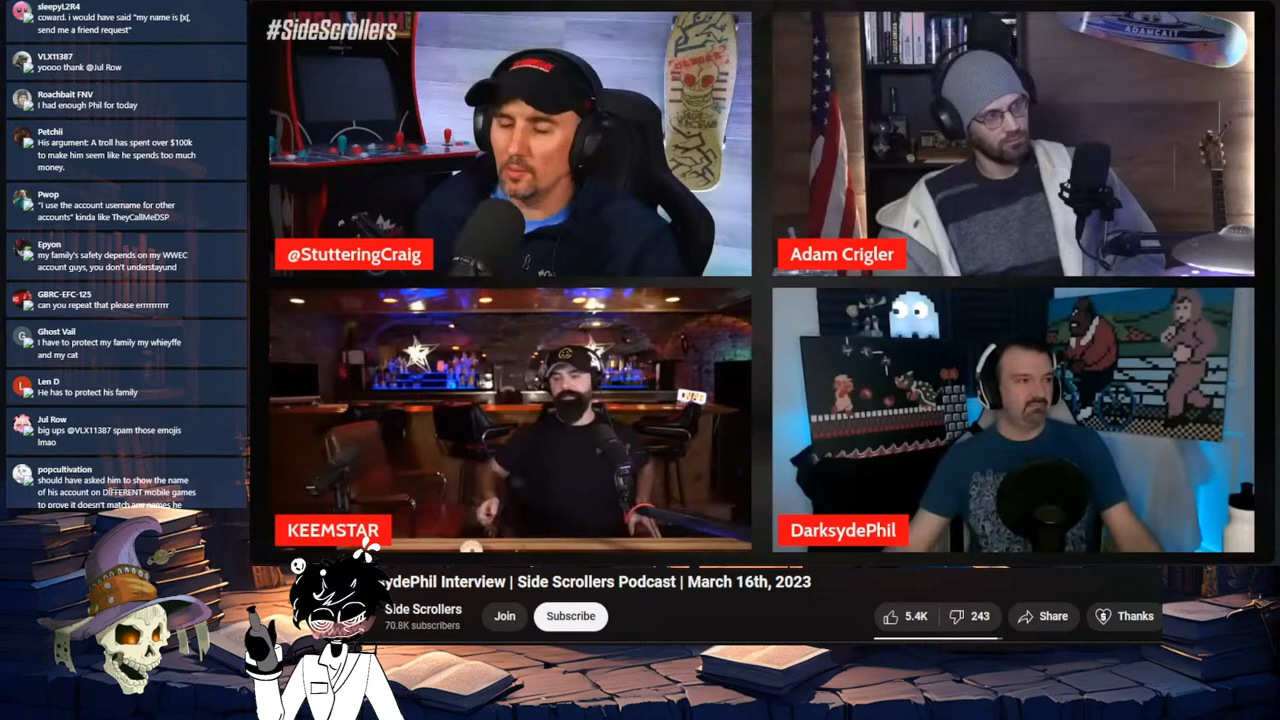 sleepyL2R4
coward. i would have said "my name is [x[,
send me a friend request"
VLX11387
yoooo thank @Jul Row
Roachbait FNV
I had enough Phil for today
Petchii
His argument: A troll has spent over $100k
to make him seem like he spends too much
money.
Pwop
"I use the account username for other
accounts" kinda like TheyCallMeDSP
Epyon
my family's safety depends on my WWEC
account guys, you don't understayund
GBRC-EFC-125
can you repeat that please errrrrrrrr
Ghost Vail
I have to protect my family my whieyffe
and my cat
Len D
He has to protect his family
Jul Row
big ups @VLX11387 spam those emojis
lmao
popcultivation
should have asked him to show the name
of his account on DIFFERENT mobile games
to prove it doesn't match any names he
#SideScrollers
ADAMCAIT
@StutteringCraig
Adam Crigler
KEEMSTAR
DarksydePhil
ydePhil Interview | Side Scrollers Podcast | March 16th, 2023
Side Scrollers
70.8K subscribers
Join
Subscribe
5.4K
243
Share
Thanks